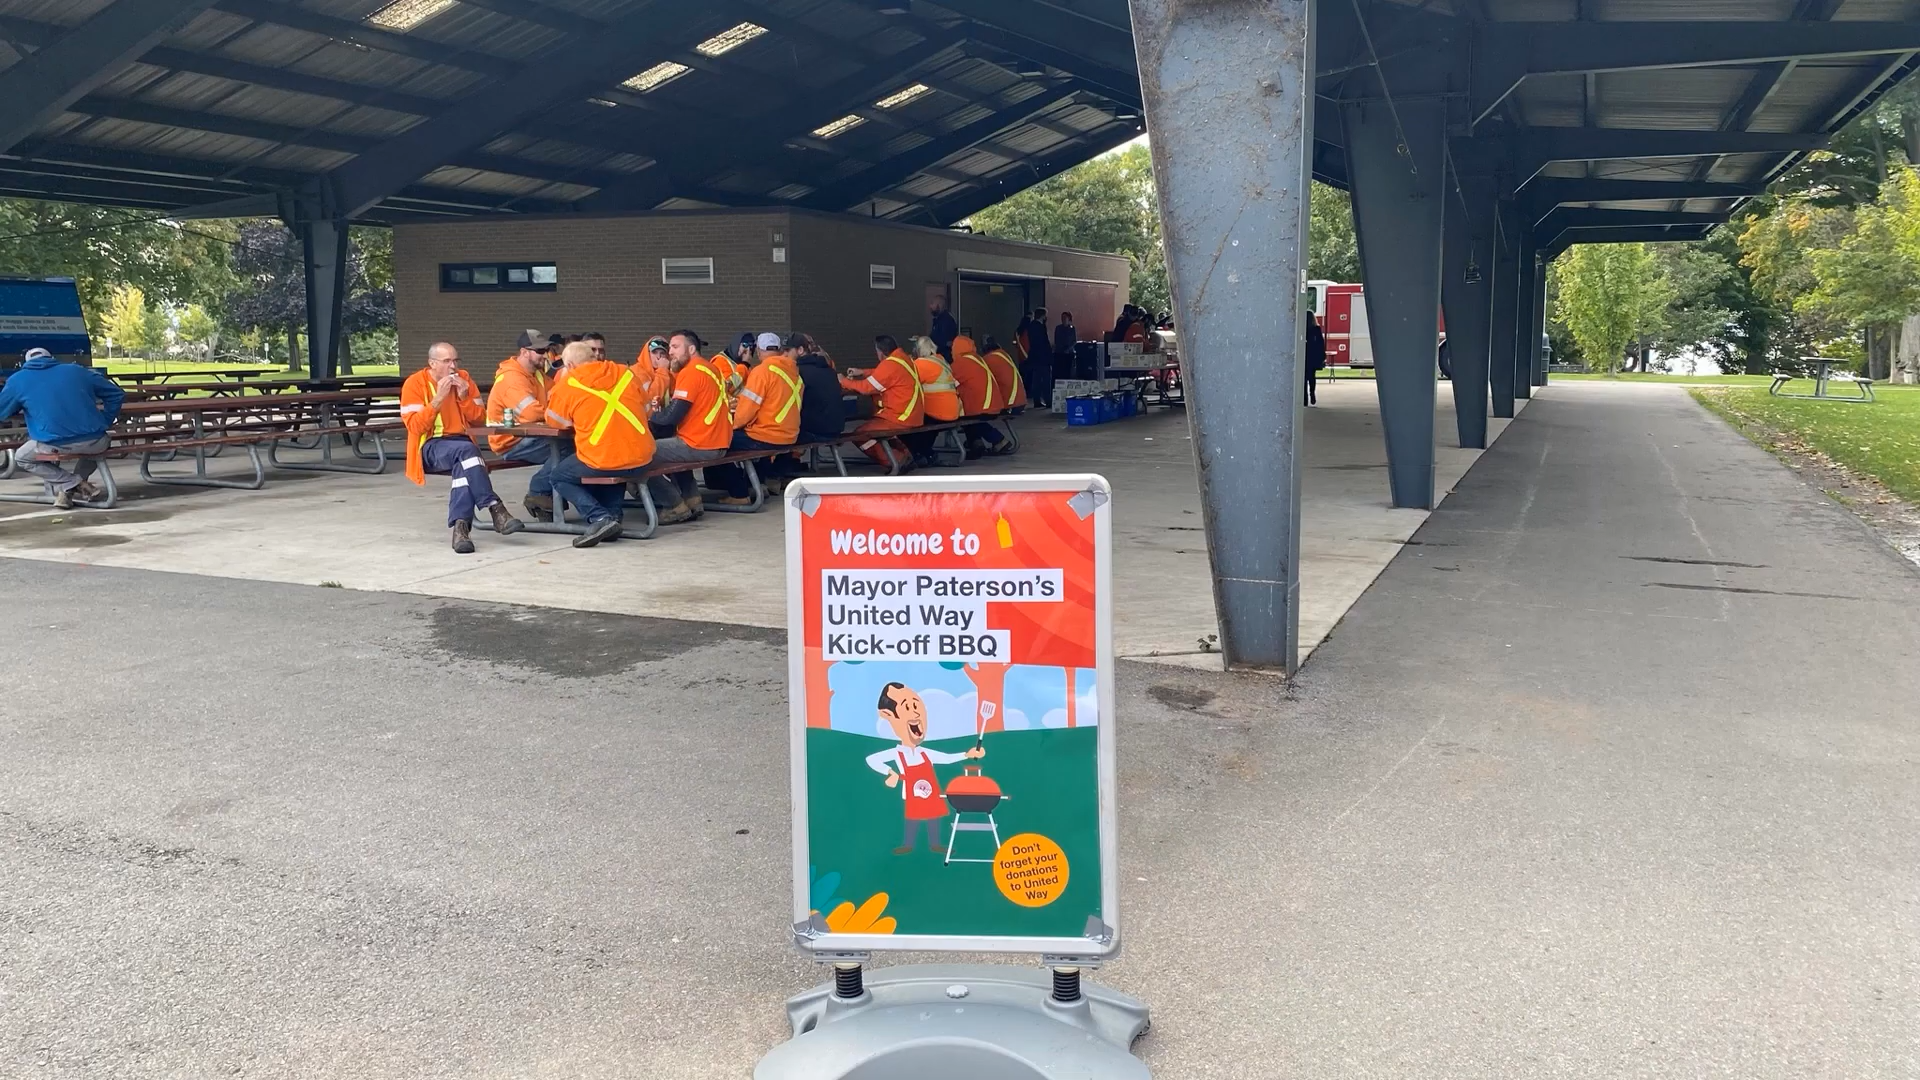 Welcome to
Mayor Paterson's
United Way
Kick-off BBQ
Don't
forget your
donations
to United
Way